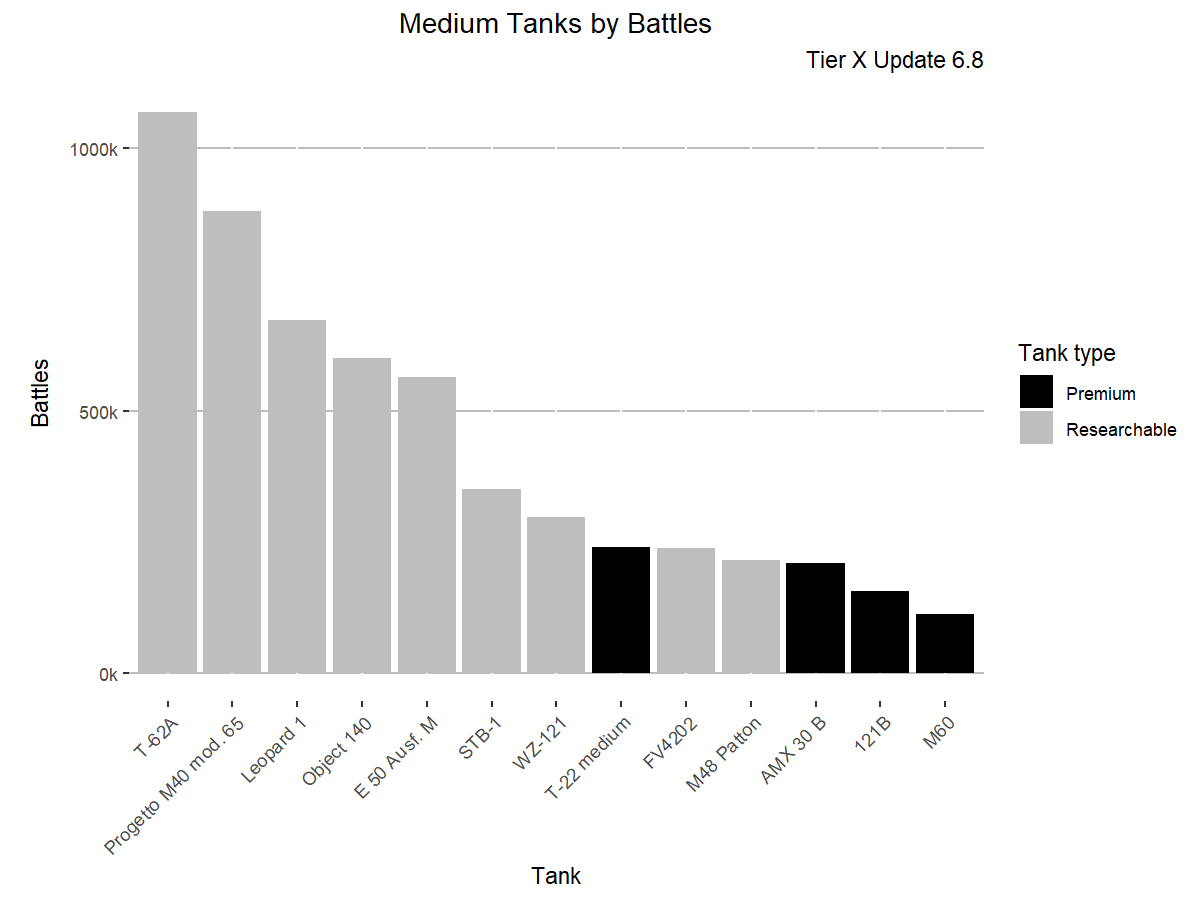 Medium Tanks by Battles
Tier X Update 6.8
Battles
1000k
500k
0k
T-62A
Progetto M40 mod. 65
Leopard 1
Object 140
E 50 Ausf. M
STB-1
WZ-121
T-22 medium
FV4202
M48 Patton
AMX 30 B
121B
M60
Tank
Tank type
Premium
Researchable